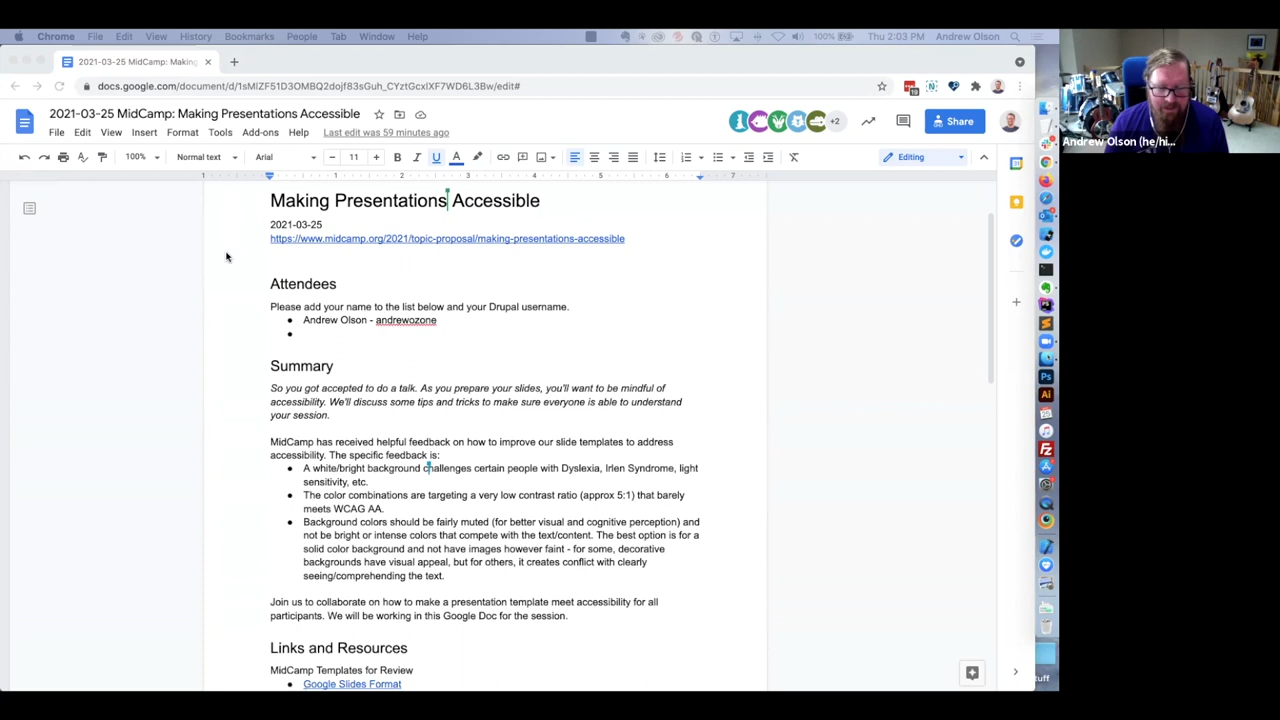 Chrome File Edit View History Bookmarks People Tab Window Help 100% Thu 2:03 PM Andrew Olson
2021-03-25 MidCamp: Making
docs.google.com/document/d/1sMIZF51D3OMBQ2dojf83sGuh_CYztGcxIXF7WD6L3Bw/edit#
2021-03-25 MidCamp: Making Presentations Accessible
+2
Share
File Edit View Insert Format Tools Add-ons Help Last edit was 59 minutes ago
100% Normal text Arial 11 B I U A Editing
1 1 2 3 4 5 6 7
Making Presentations Accessible
2021-03-25
https://www.midcamp.org/2021/topic-proposal/making-presentations-accessible
Attendees
Please add your name to the list below and your Drupal username.
● Andrew Olson - andrewozone
●
Summary
So you got accepted to do a talk. As you prepare your slides, you'll want to be mindful of
accessibility. We'll discuss some tips and tricks to make sure everyone is able to understand
your session.
MidCamp has received helpful feedback on how to improve our slide templates to address
accessibility. The specific feedback is:
● A white/bright background challenges certain people with Dyslexia, Irlen Syndrome, light
sensitivity, etc.
● The color combinations are targeting a very low contrast ratio (approx 5:1) that barely
meets WCAG AA.
● Background colors should be fairly muted (for better visual and cognitive perception) and
not be bright or intense colors that compete with the text/content. The best option is for a
solid color background and not have images however faint - for some, decorative
backgrounds have visual appeal, but for others, it creates conflict with clearly
seeing/comprehending the text.
Join us to collaborate on how to make a presentation template meet accessibility for all
participants. We will be working in this Google Doc for the session.
Links and Resources
MidCamp Templates for Review
● Google Slides Format
Andrew Olson (he/hi...
Ps
Ai
Fz
tuff